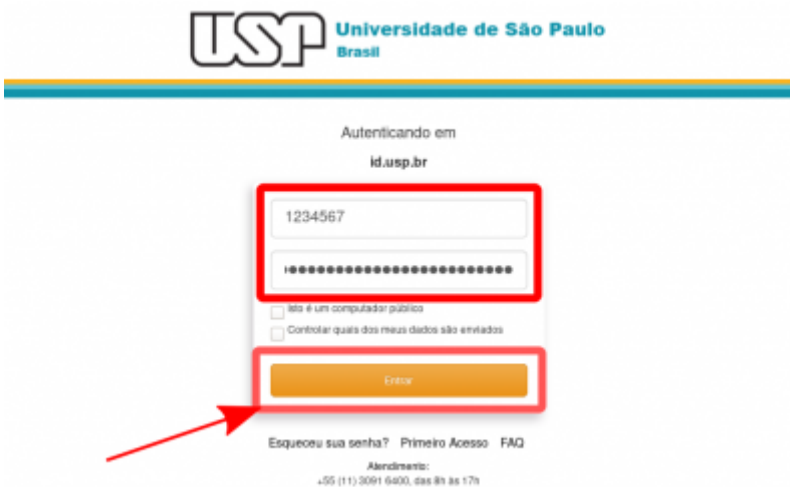 USP
Universidade de São Paulo
Brasil
Autenticando em
id.usp.br
1234567
Isto é um computador público
Controlar quais dos meus dados são enviados
Entrar
Esqueceu sua senha? Primeiro Acesso FAQ
Atendimento:
+55 (11) 3091 6400, das 8h às 17h